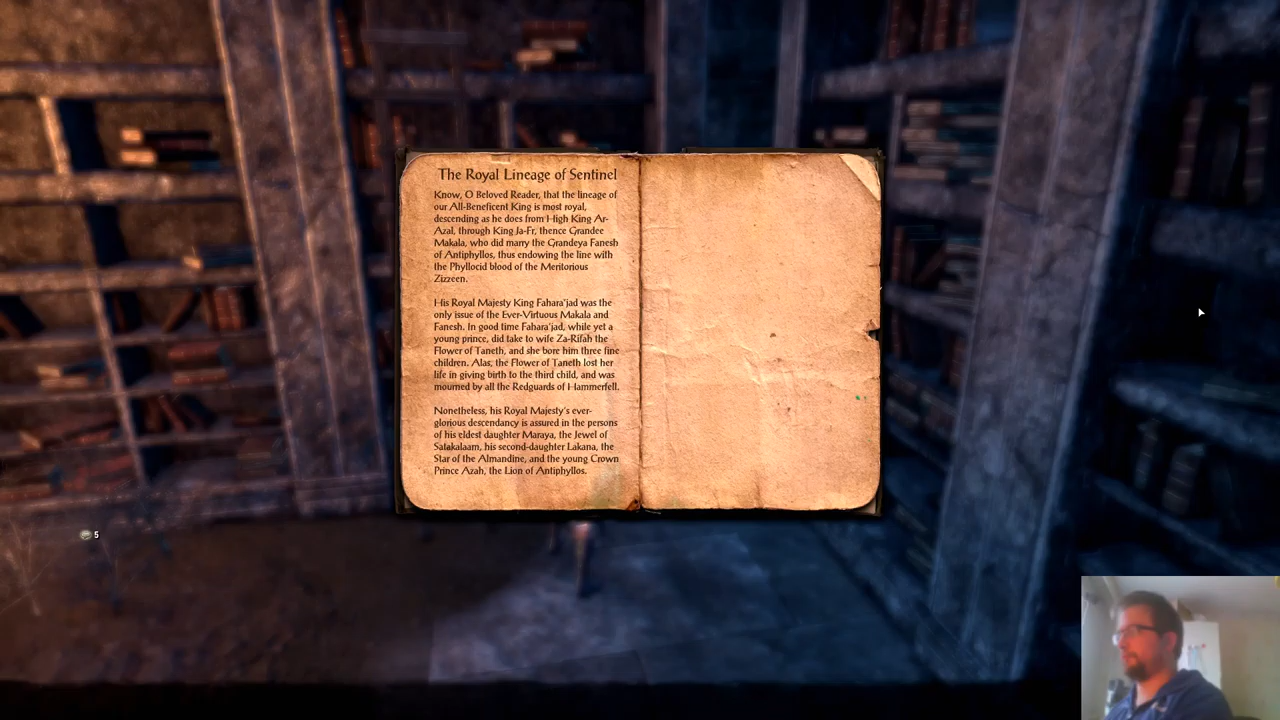 The Royal Lineage of Sentinel
Know, O Beloved Reader, that the lineage of
our All-Beneficent King is most royal,
descending as he does from High King Ar-
Azal, through King Ja-Fr, thence Grandee
Makala, who did marry the Grandeya Fanesh
of Antiphyllos, thus endowing the line with
the Phyllocid blood of the Meritorious
Zizzeen.
His Royal Majesty King Fahara'jad was the
only issue of the Ever-Virtuous Makala and
Fanesh. In good time Fahara'jad, while yet a
young prince, did take to wife Za-Rifah the
Flower of Taneth, and she bore him three fine
children. Alas, the Flower of Taneth lost her
life in giving birth to the third child, and was
mourned by all the Redguards of Hammerfell.
Nonetheless, his Royal Majesty's ever-
glorious descendancy is assured in the persons
of his eldest daughter Maraya, the Jewel of
Satakalaam, his second-daughter Lakana, the
Star of the Almandine, and the young Crown
Prince Azah, the Lion of Antiphyllos.
5